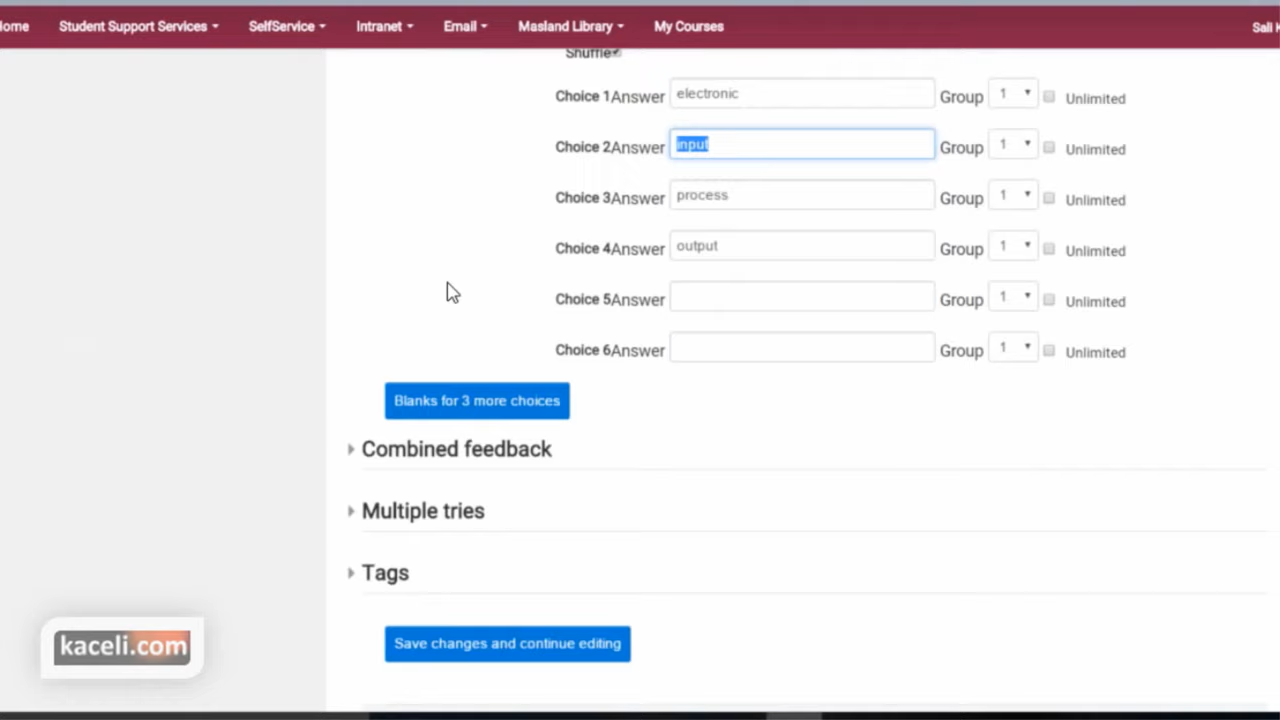 Home Student Support Services SelfService Intranet Email Masland Library My Courses Sali K
Shuffle
Choice 1 Answer electronic Group 1 Unlimited
Choice 2 Answer input Group 1 Unlimited
Choice 3 Answer process Group 1 Unlimited
Choice 4 Answer output Group 1 Unlimited
Choice 5 Answer Group 1 Unlimited
Choice 6 Answer Group 1 Unlimited
Blanks for 3 more choices
Combined feedback
Multiple tries
Tags
kaceli.com
Save changes and continue editing